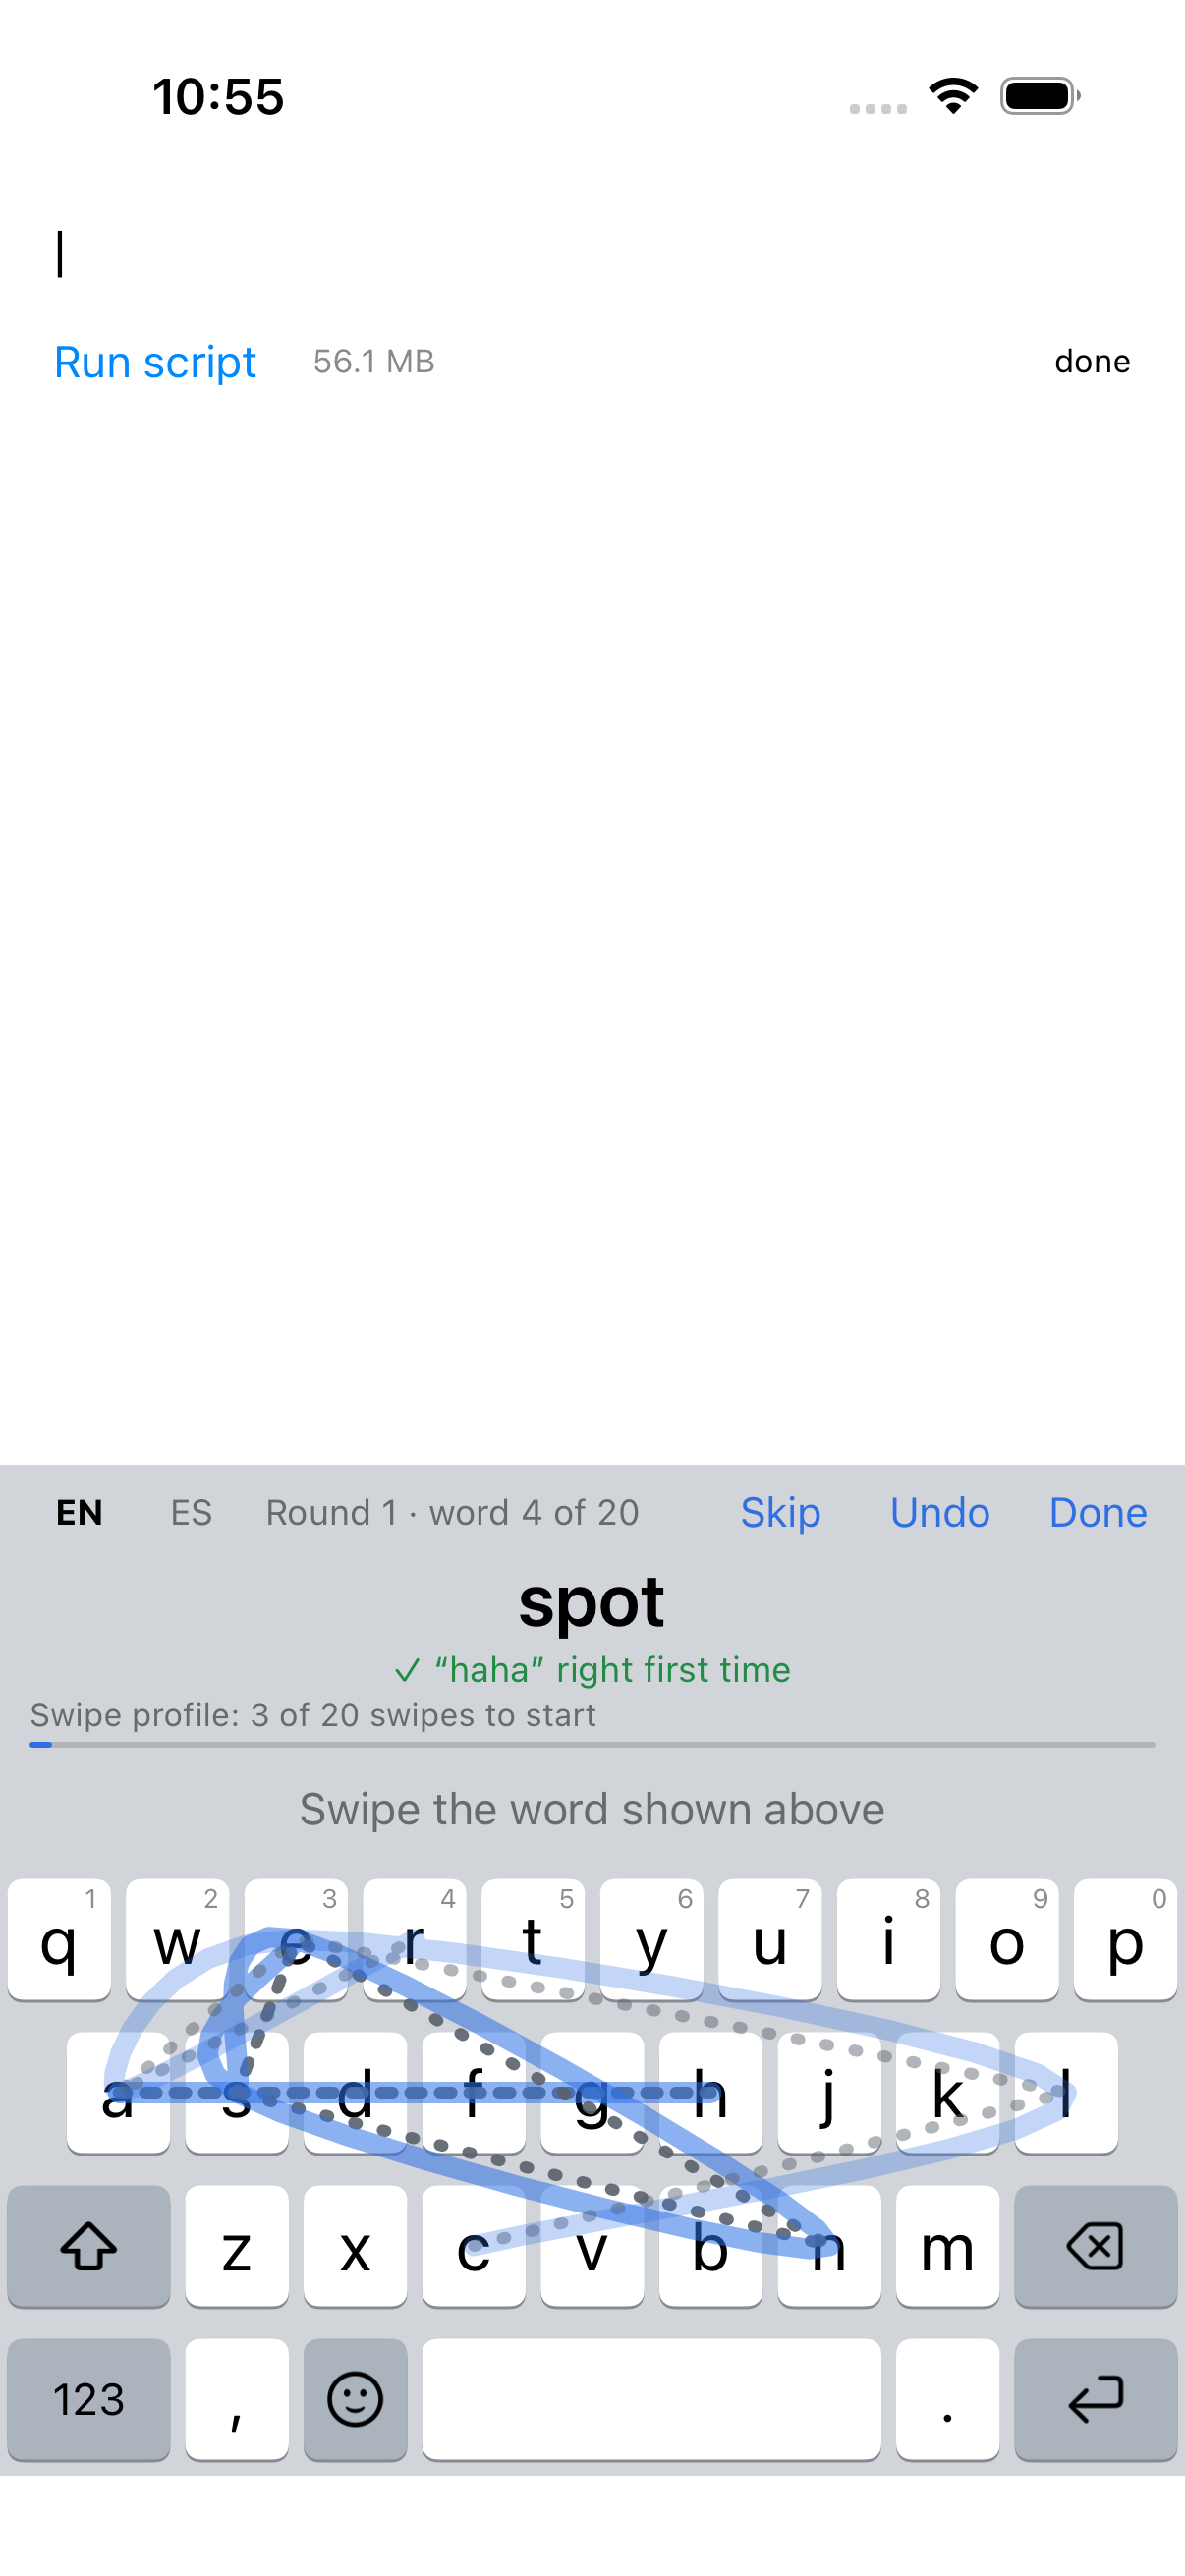 10:55
Run script 56.1 MB done
EN ES Round 1 · word 4 of 20 Skip Undo Done
spot
✓ “haha” right first time
Swipe profile: 3 of 20 swipes to start
Swipe the word shown above
q 1 w 2 e 3 r 4 t 5 y 6 u 7 i 8 o 9 p 0
a s d f g h j k l
z x c v b n m
123 , .